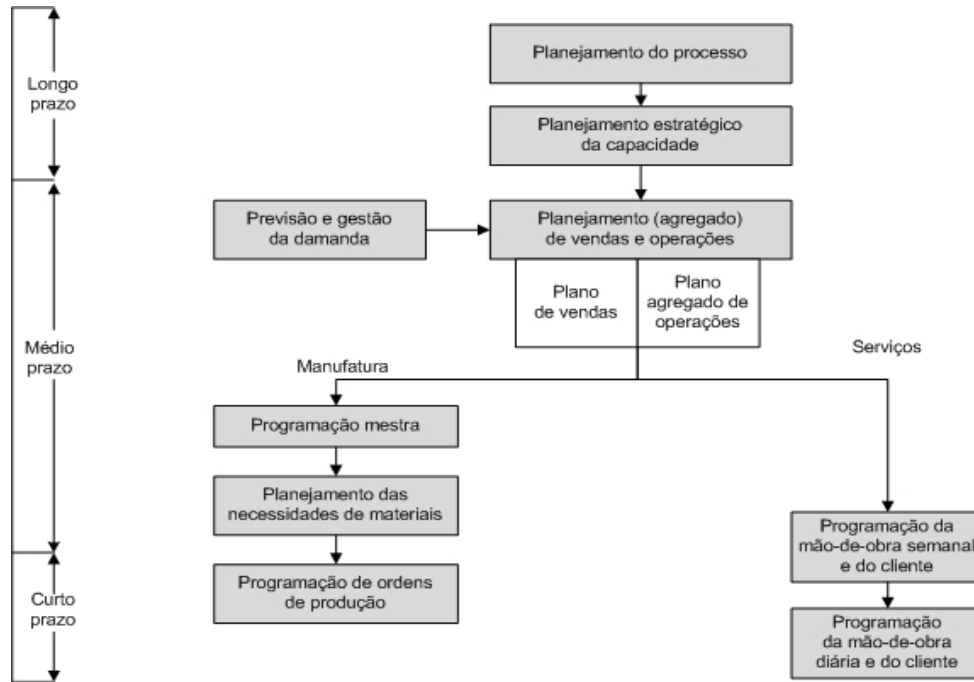 Planejamento do processo
Longo
prazo
Planejamento estratégico
da capacidade
Previsão e gestão
da damanda
Planejamento (agregado)
de vendas e operações
Plano
de vendas
Plano
agregado de
operações
Médio
prazo
Manufatura
Serviços
Programação mestra
Planejamento das
necessidades de materiais
Programação da
mão-de-obra semanal
e do cliente
Curto
prazo
Programação de ordens
de produção
Programação
da mão-de-obra
diária e do cliente